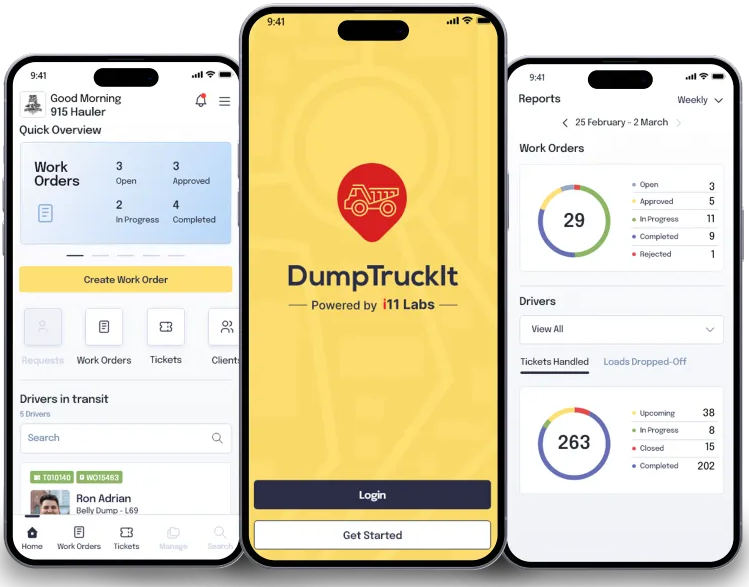 9:41
Good Morning
915 Hauler
Quick Overview
Work
Orders
3
Open
3
Approved
2
In Progress
4
Completed
Create Work Order
Requests
Work Orders
Tickets
Clients
Drivers in transit
5 Drivers
Search
T010140
WO15463
Ron Adrian
Belly Dump - L69
Home
Work Orders
Tickets
Manage
Search
9:41
DumpTruckIt
Powered by i11 Labs
Login
Get Started
9:41
Reports
Weekly
25 February - 2 March
Work Orders
29
Open 3
Approved 5
In Progress 11
Completed 9
Rejected 1
Drivers
View All
Tickets Handled
Loads Dropped-Off
263
Upcoming 38
In Progress 8
Closed 15
Completed 202